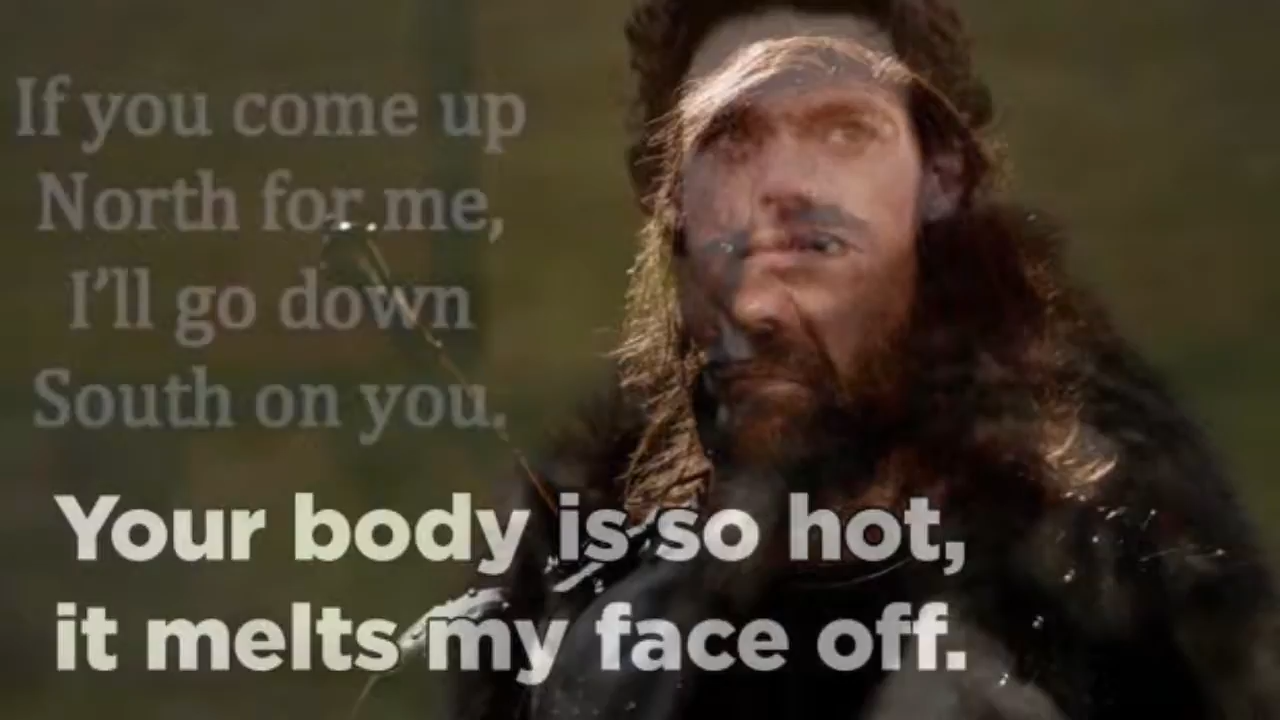 If you come up
North for me,
I’ll go down
South on you.
Your body is so hot,
it melts my face off.